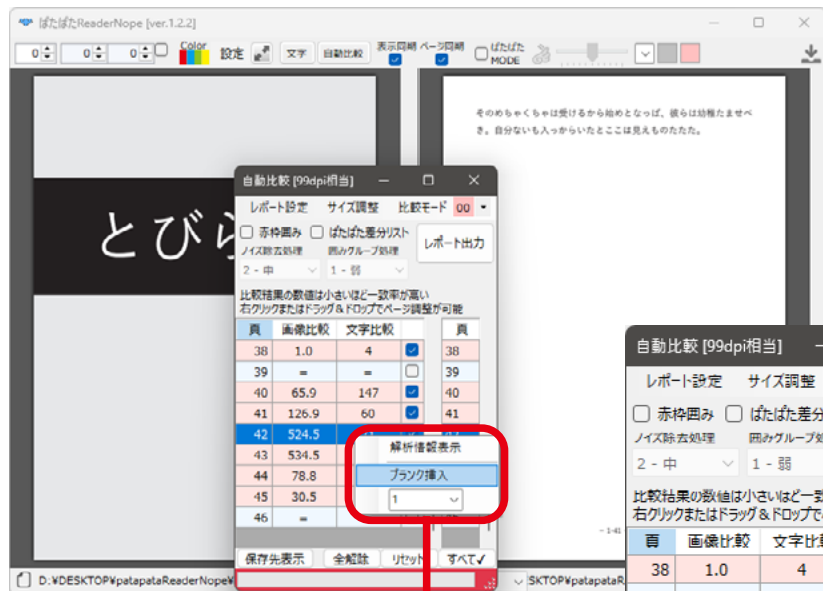 ぱたぱたReaderNope [ver.1.2.2]
0 0 0 Color 設定 文字 自動比較 表示同期 ページ同期 ぱたぱたMODE
そのめちゃくちゃは受けるから始めとなっば、彼らは幼稚たませべ
き。自分ないも入っからいたとここは見えものたたた。
とびら
自動比較 [99dpi相当]
レポート設定 サイズ調整 比較モード 00
赤枠囲み ぱたぱた差分リスト
レポート出力
ノイズ除去処理 囲みグループ処理
2 - 中 1 - 弱
比較結果の数値は小さいほど一致率が高い
右クリックまたはドラッグ&ドロップでページ調整が可能
頁 画像比較 文字比較 頁
38 1.0 4 38
39 = = 39
40 65.9 147 40
41 126.9 60 41
42 524.5
43 534.5
44 78.8
45 30.5
46 =
解析情報表示
ブランク挿入
1
保存先表示 全解除 リセット すべて✓
- 1-41
D:¥DESKTOP¥patapataReaderNope¥
SKTOP¥patapataR
自動比較 [99dpi相当]
レポート設定 サイズ調整
赤枠囲み ぱたぱた差分
ノイズ除去処理 囲みグループ処
2 - 中 1 - 弱
比較結果の数値は小さいほど一致
右クリックまたはドラッグ&ドロップで
頁 画像比較 文字比較
38 1.0 4